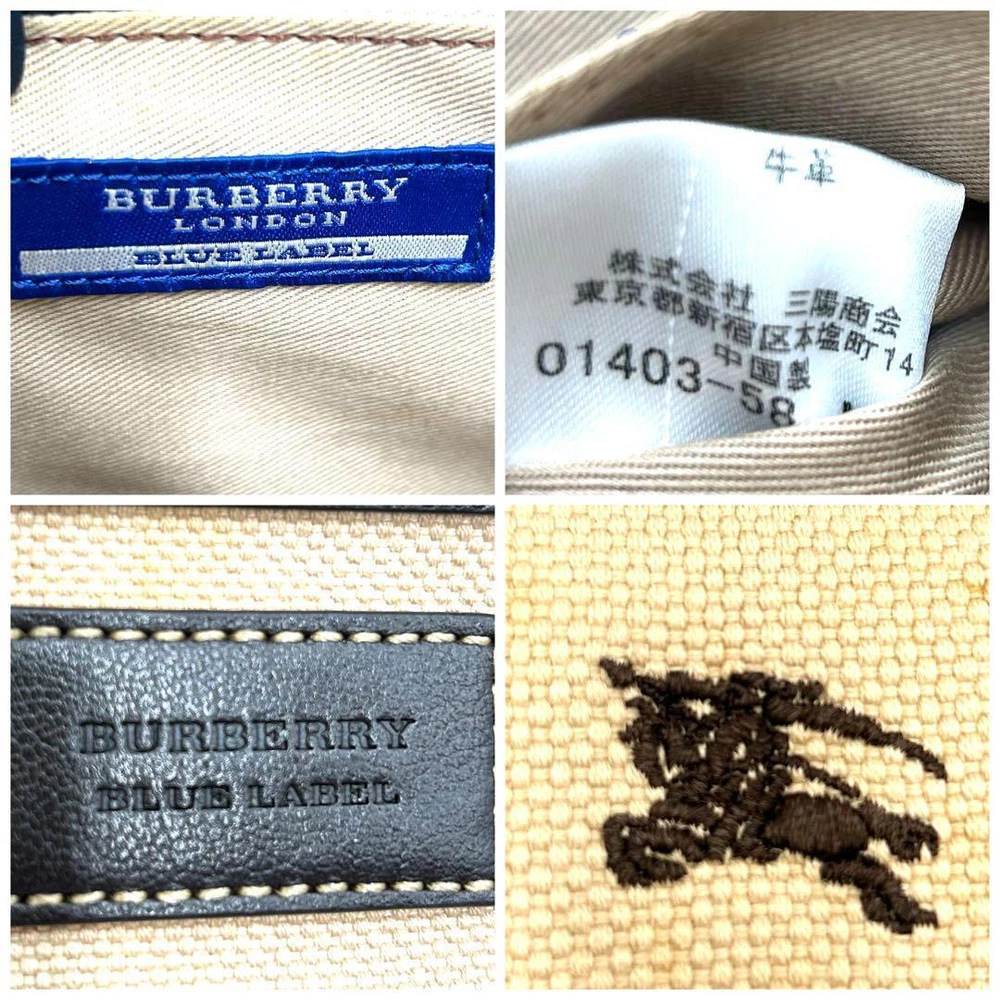 BURBERRY
LONDON
BLUE LABEL
牛革
株式会社 三陽商会
東京都新宿区本塩町14
中国製
01403-58
BURBERRY
BLUE LABEL